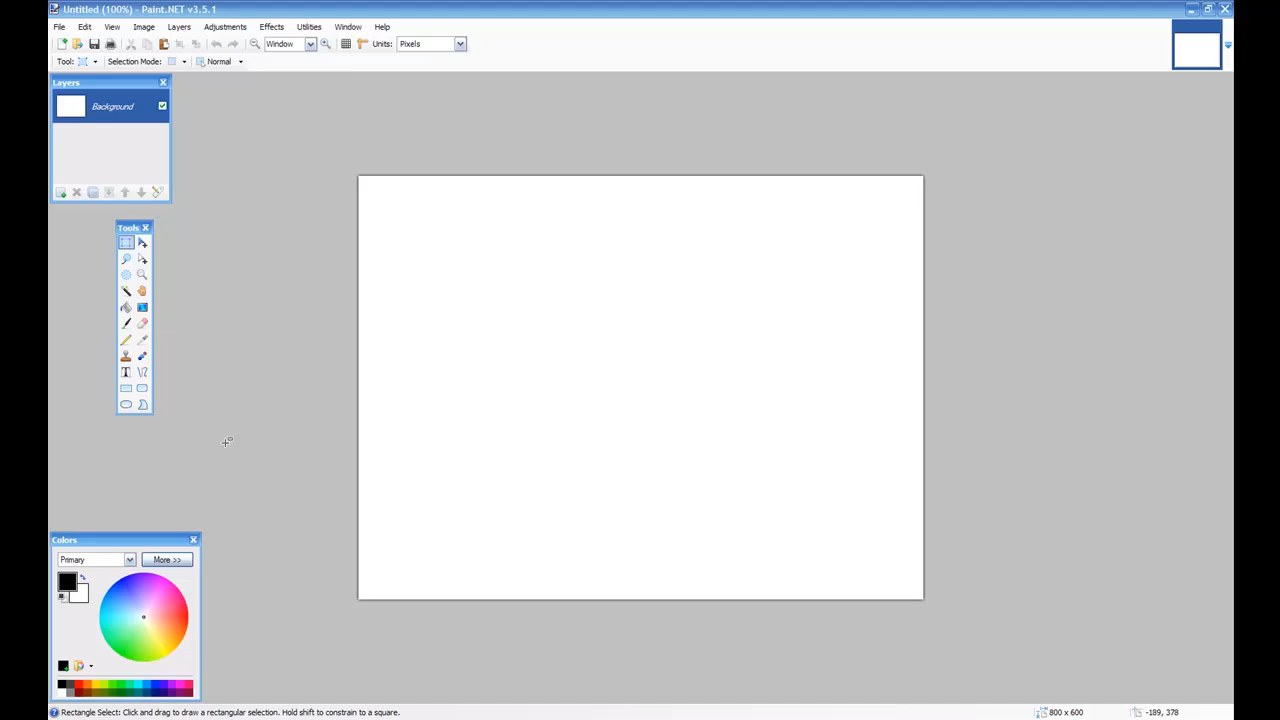 Untitled (100%) - Paint.NET v3.5.1
File Edit View Image Layers Adjustments Effects Utilities Window Help
Window Units: Pixels
Tool: Selection Mode: Normal
Layers
Background
Tools
Colors
Primary More >>
Rectangle Select: Click and drag to draw a rectangular selection. Hold shift to constrain to a square. 800 x 600 -189, 378